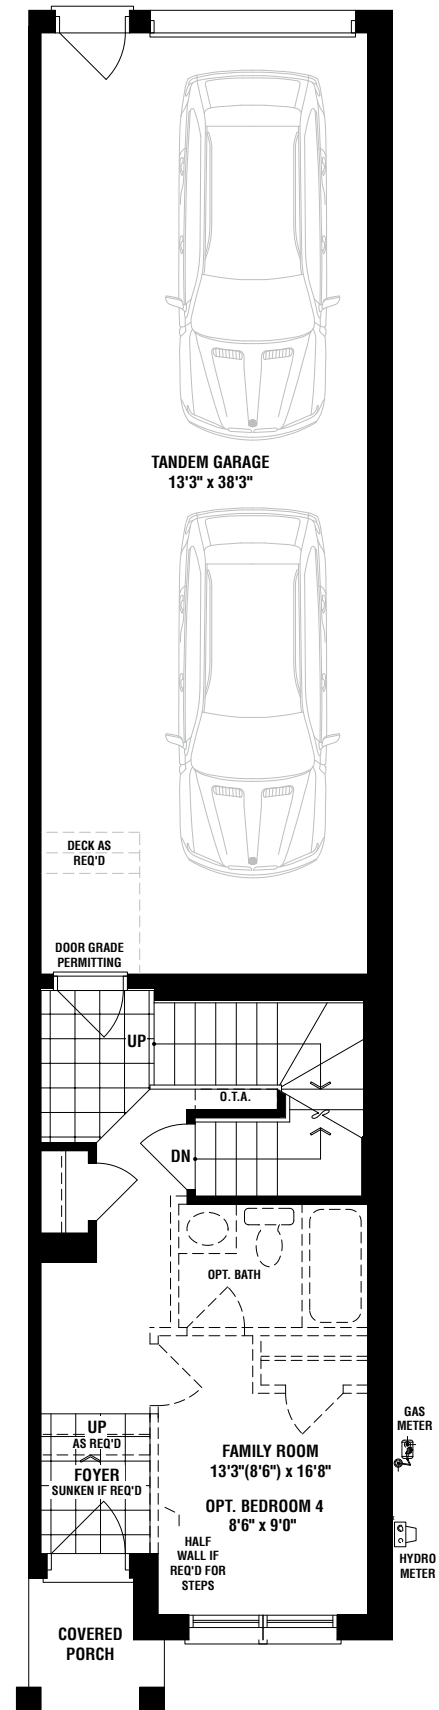 TANDEM GARAGE
13'3" x 38'3"
DECK AS
REQ'D
DOOR GRADE
PERMITTING
UP
O.T.A.
DN
OPT. BATH
GAS
METER
UP
AS REQ'D
FOYER
SUNKEN IF REQ'D
FAMILY ROOM
13'3"(8'6") x 16'8"
OPT. BEDROOM 4
8'6" x 9'0"
HALF
WALL IF
REQ'D FOR
STEPS
HYDRO
METER
COVERED
PORCH